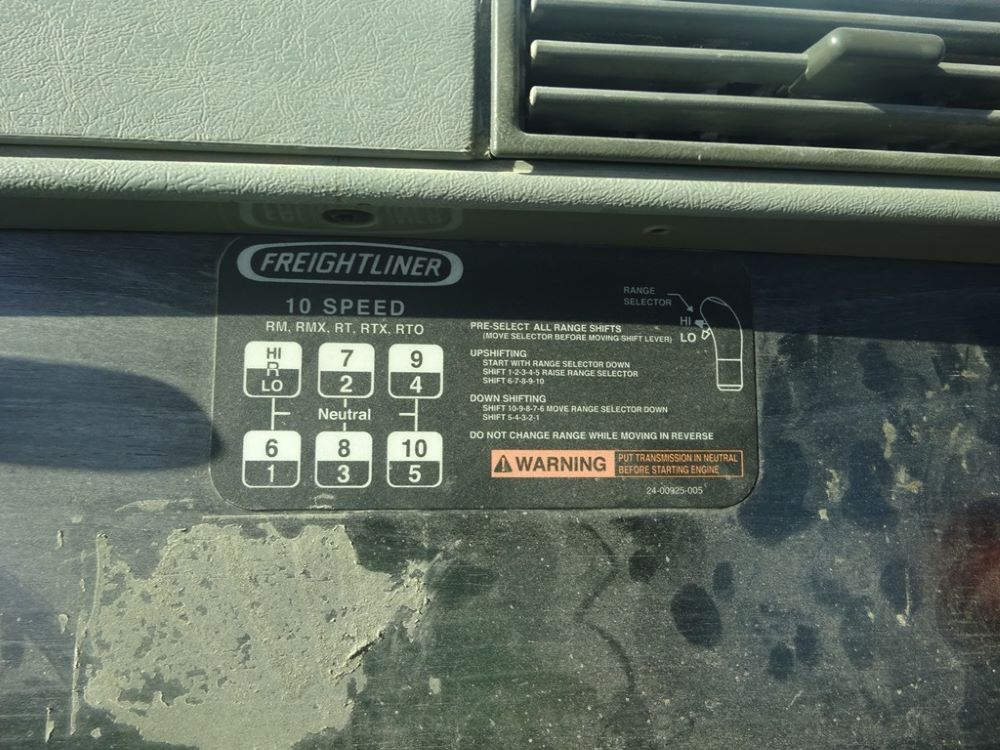 FREIGHTLINER
10 SPEED
RM, RMX, RT, RTX, RTO
HI 7 9
R
LO 2 4
Neutral
6 8 10
1 3 5
RANGE
SELECTOR
HI
LO
PRE-SELECT ALL RANGE SHIFTS
(MOVE SELECTOR BEFORE MOVING SHIFT LEVER)
UPSHIFTING
START WITH RANGE SELECTOR DOWN
SHIFT 1-2-3-4-5 RAISE RANGE SELECTOR
SHIFT 6-7-8-9-10
DOWN SHIFTING
SHIFT 10-9-8-7-6 MOVE RANGE SELECTOR DOWN
SHIFT 5-4-3-2-1
DO NOT CHANGE RANGE WHILE MOVING IN REVERSE
WARNING
PUT TRANSMISSION IN NEUTRAL
BEFORE STARTING ENGINE
24-00925-005